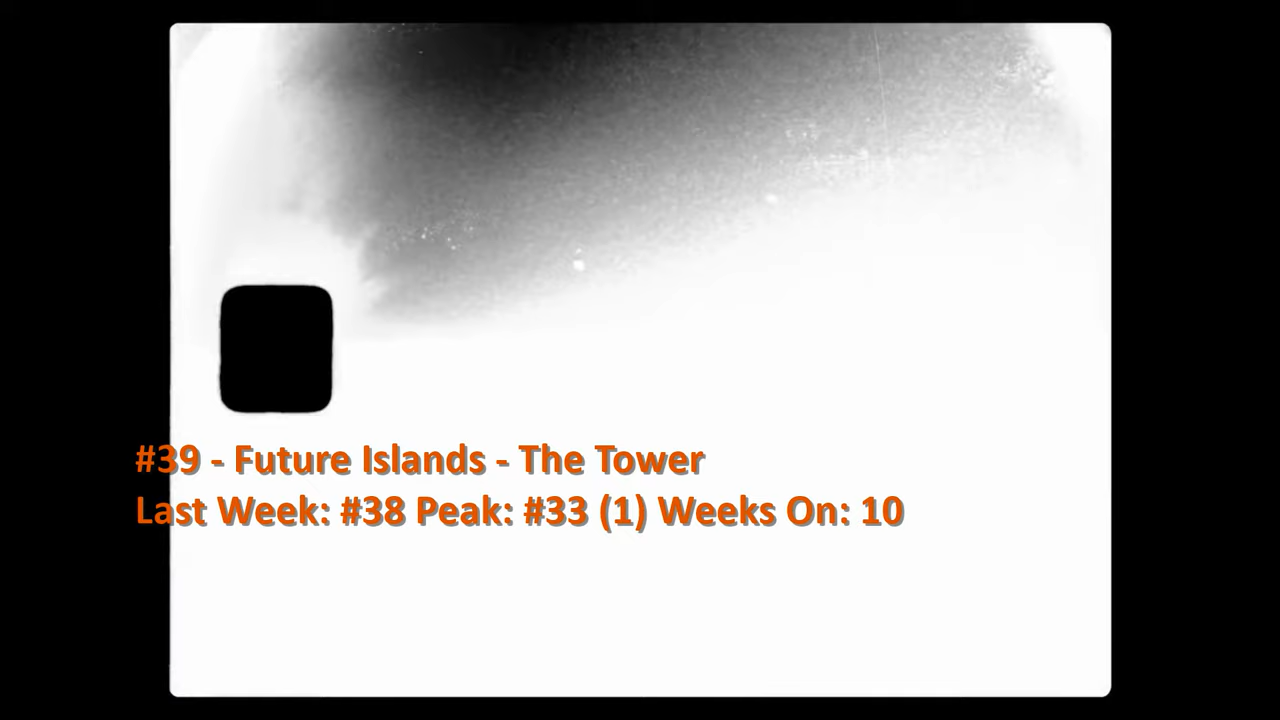 #39 - Future Islands - The Tower
Last Week: #38 Peak: #33 (1) Weeks On: 10